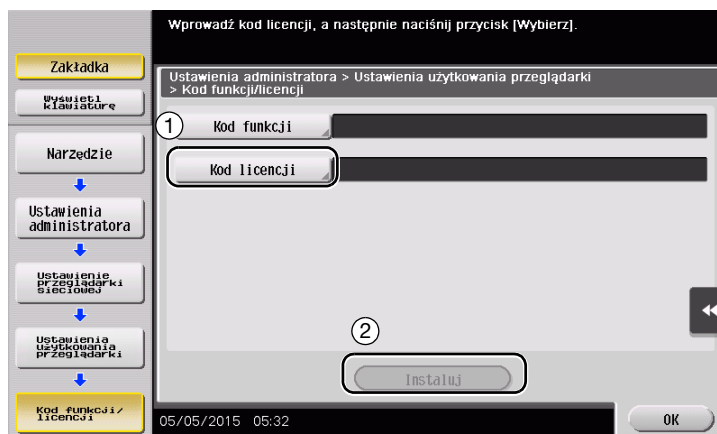 Wprowadź kod licencji, a następnie naciśnij przycisk [Wybierz].
Zakładka
Wyświetl
klawiaturę
Narzędzie
Ustawienia
administratora
Ustawienie
przeglądarki
sieciowej
Ustawienia
użytkowania
przeglądarki
Kod funkcji/
licencji
Ustawienia administratora > Ustawienia użytkowania przeglądarki
> Kod funkcji/licencji
1
Kod funkcji
Kod licencji
2
Instaluj
05/05/2015 05:32
OK